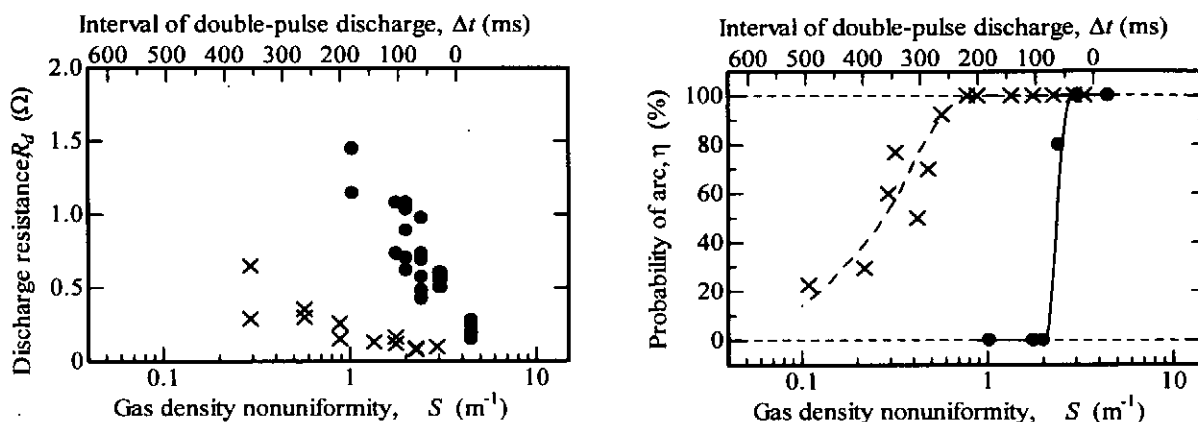 Interval of double-pulse discharge, Δt (ms)
600 500 400 300 200 100 0
2.0
1.5
1.0
0.5
0
Discharge resistanceR_d (Ω)
0.1 1 10
Gas density nonuniformity, S (m⁻¹)
Interval of double-pulse discharge, Δt (ms)
600 500 400 300 200 100 0
100
80
60
40
20
0
Probability of arc, η (%)
0.1 1 10
Gas density nonuniformity, S (m⁻¹)